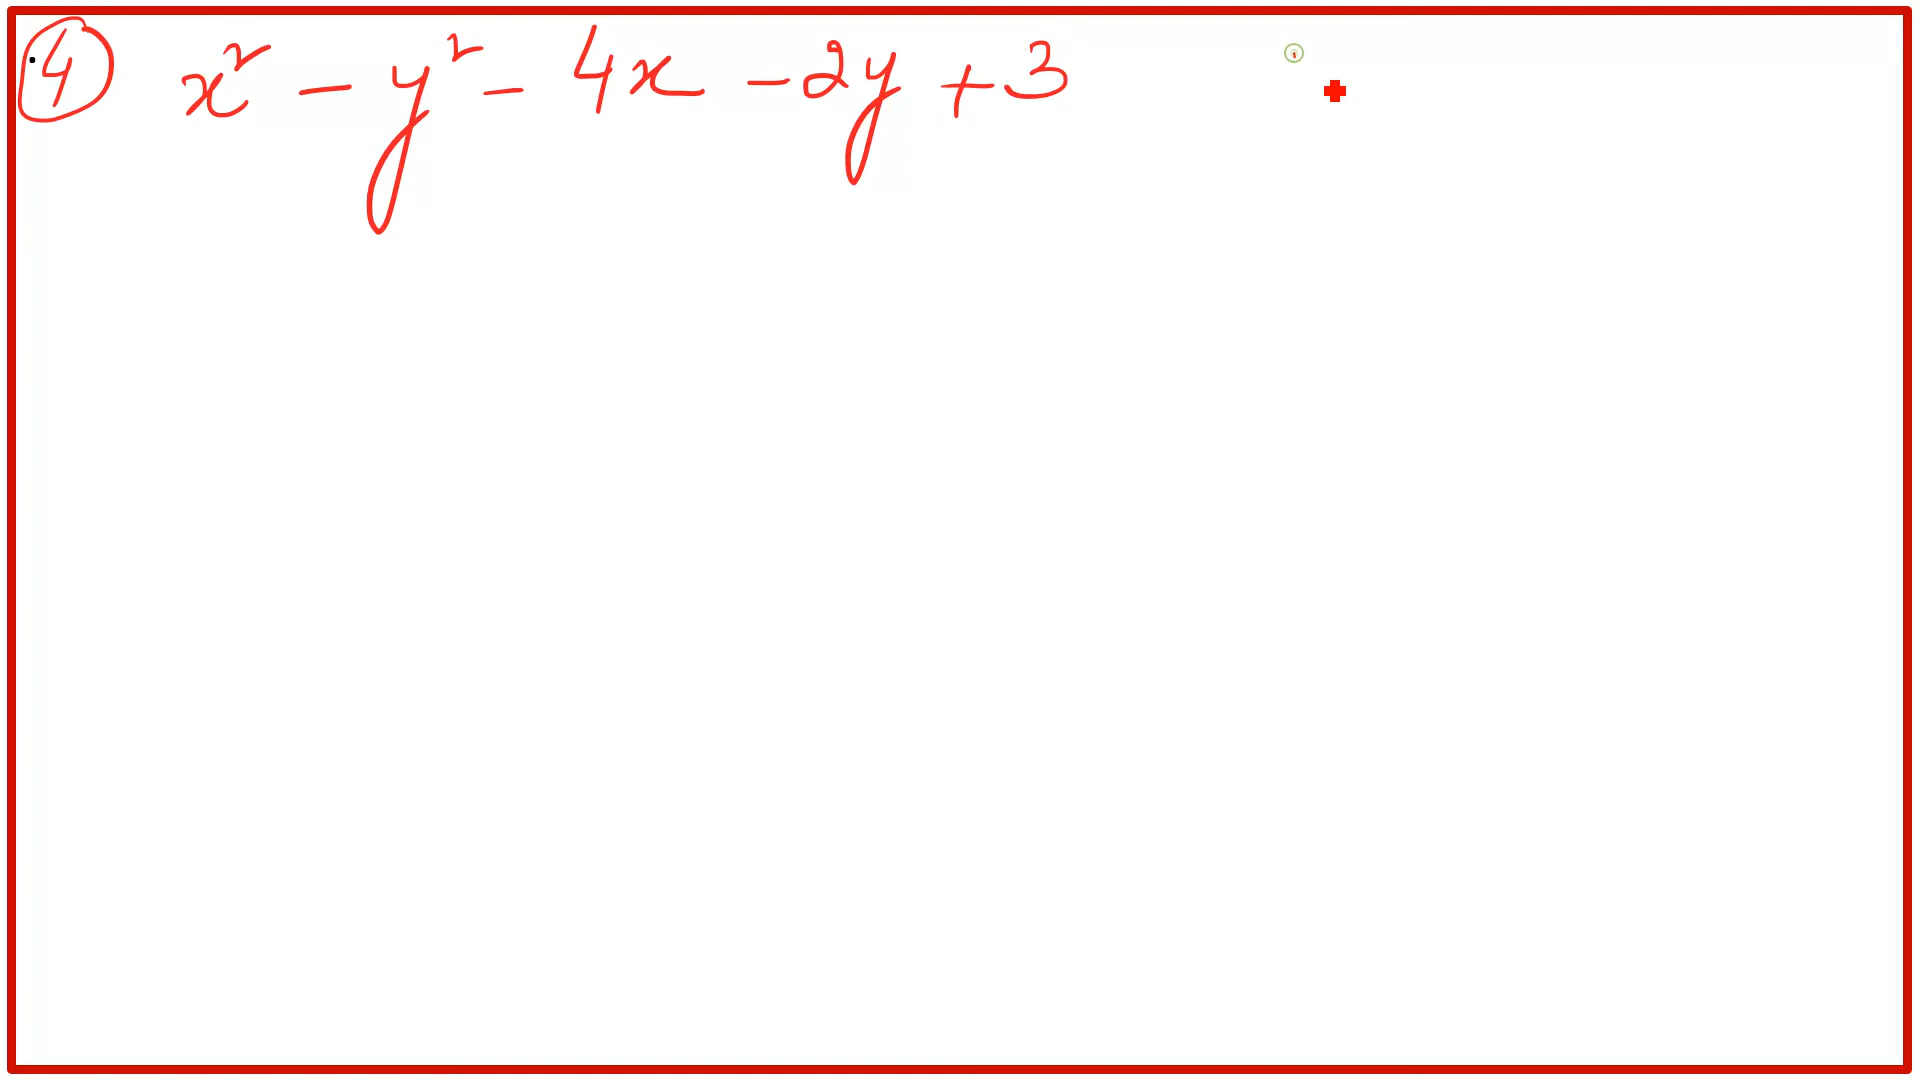 ④ x² - y² - 4x - 2y + 3